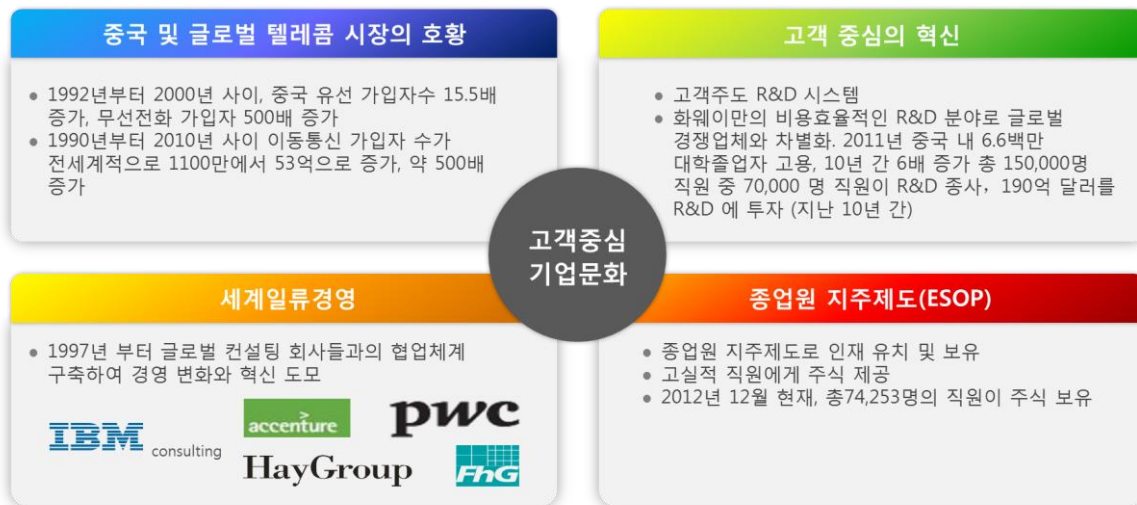 중국 및 글로벌 텔레콤 시장의 호황
• 1992년부터 2000년 사이, 중국 유선 가입자수 15.5배
증가, 무선전화 가입자 500배 증가
• 1990년부터 2010년 사이 이동통신 가입자 수가
전세계적으로 1100만에서 53억으로 증가, 약 500배
증가
고객 중심의 혁신
• 고객주도 R&D 시스템
• 화웨이만의 비용효율적인 R&D 분야로 글로벌
경쟁업체와 차별화. 2011년 중국 내 6.6백만
대학졸업자 고용, 10년 간 6배 증가 총 150,000명
직원 중 70,000 명 직원이 R&D 종사, 190억 달러를
R&D 에 투자 (지난 10년 간)
고객중심
기업문화
세계일류경영
• 1997년 부터 글로벌 컨설팅 회사들과의 협업체계
구축하여 경영 변화와 혁신 도모
IBM consulting
accenture
pwc
HayGroup
FhG
종업원 지주제도(ESOP)
• 종업원 지주제도로 인재 유치 및 보유
• 고실적 직원에게 주식 제공
• 2012년 12월 현재, 총74,253명의 직원이 주식 보유